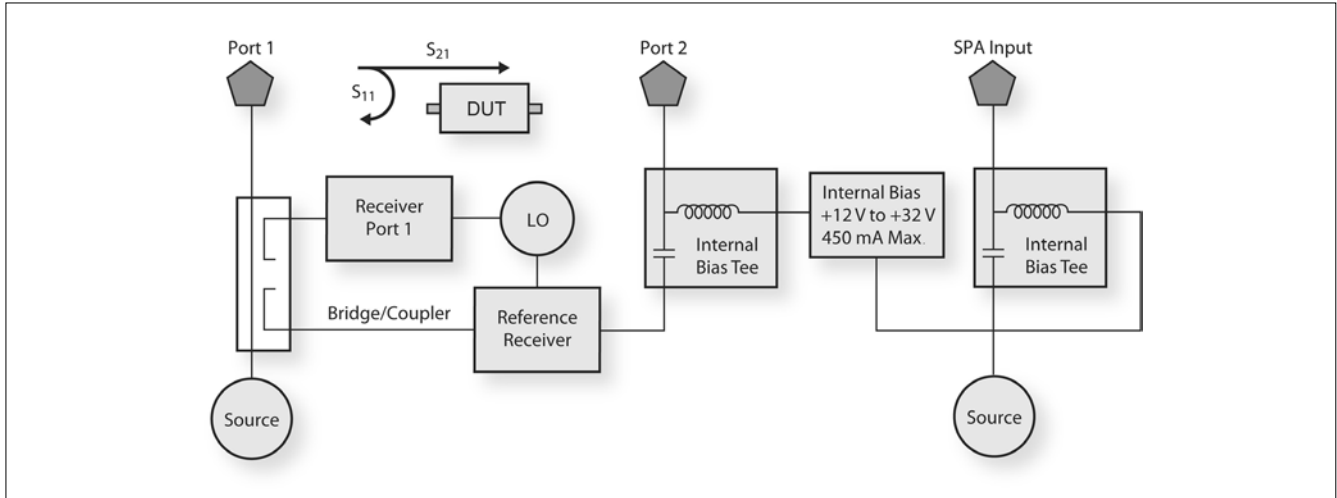 Port 1
S21
S11
DUT
Port 2
SPA Input
Receiver
Port 1
LO
Internal
Bias Tee
Internal Bias
+12 V to +32 V
450 mA Max.
Internal
Bias Tee
Bridge/Coupler
Reference
Receiver
Source
Source